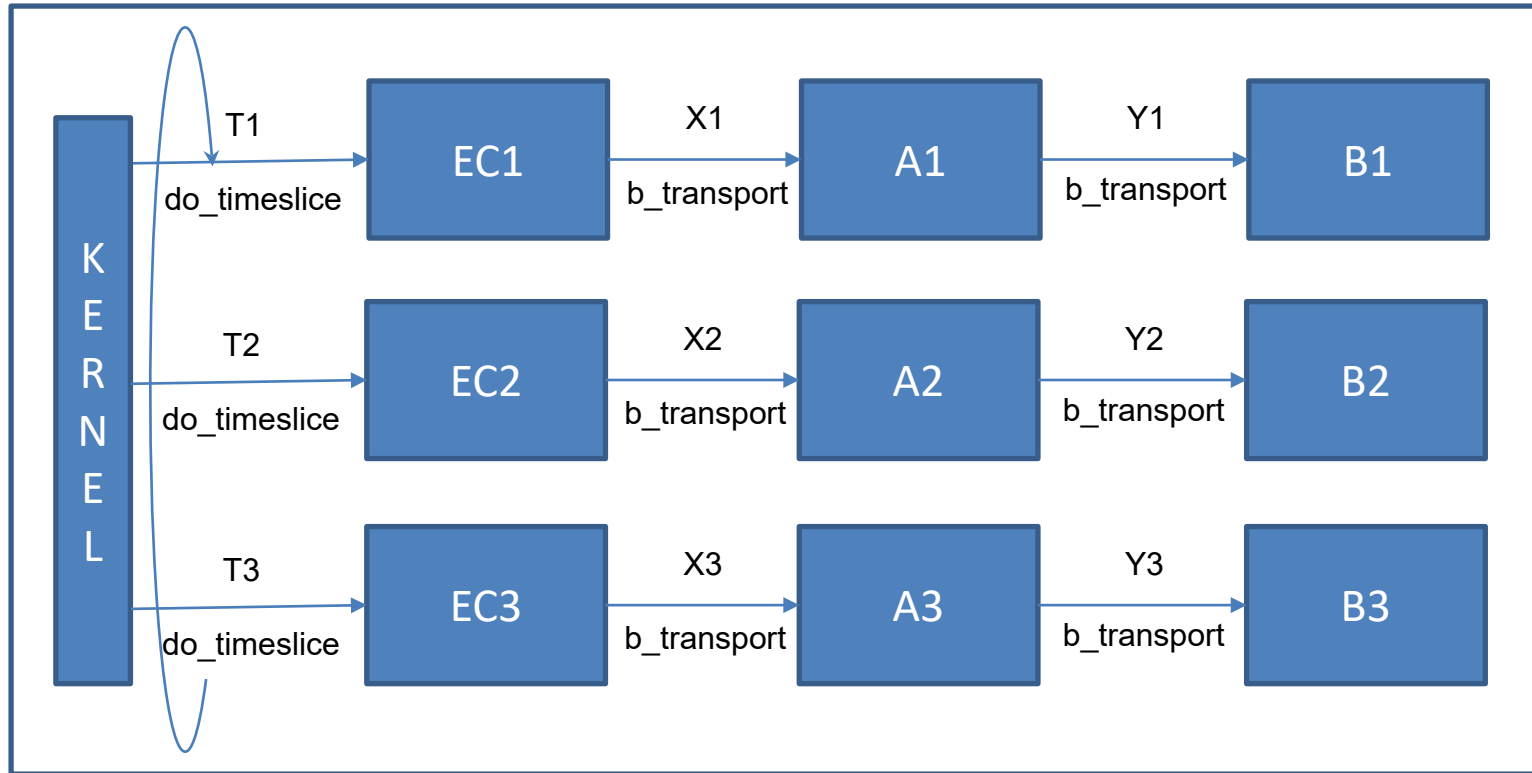 T1
X1
Y1
EC1
A1
B1
do_timeslice
b_transport
b_transport
K
E
R
N
E
L
T2
X2
Y2
EC2
A2
B2
do_timeslice
b_transport
b_transport
T3
X3
Y3
EC3
A3
B3
do_timeslice
b_transport
b_transport